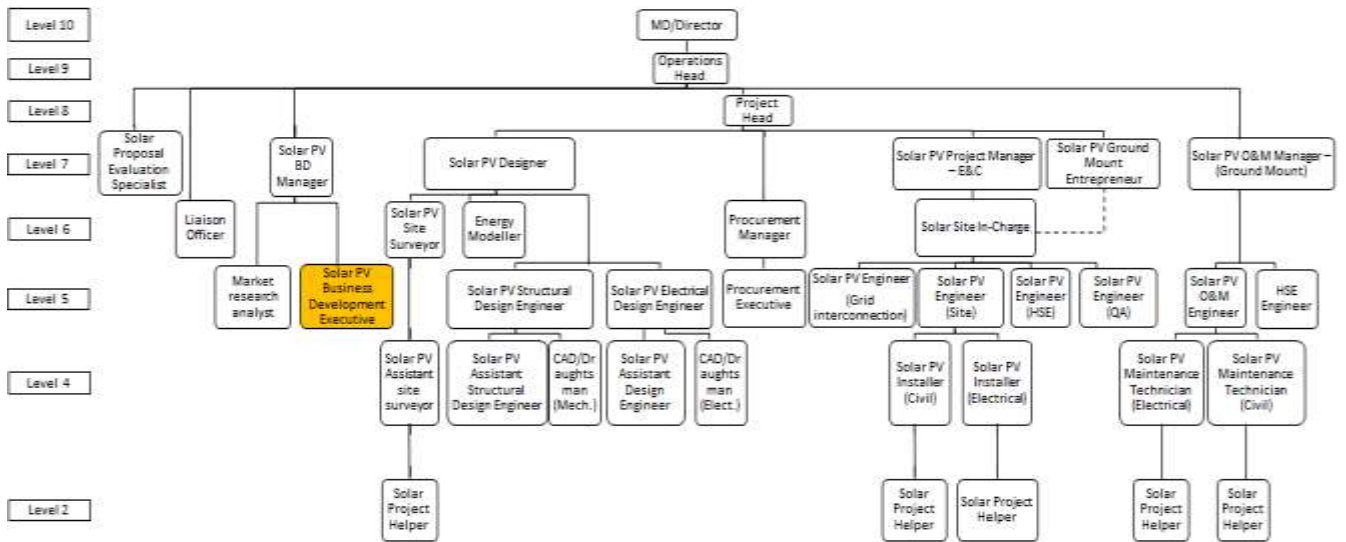 Level 10
MD/Director
Level 9
Operations
Head
Level 8
Project
Head
Level 7
Solar
Proposal
Evaluation
Specialist
Solar PV
BD
Manager
Solar PV Designer
Solar PV Project Manager
– E&C
Solar PV Ground
Mount
Entrepreneur
Solar PV O&M Manager –
(Ground Mount)
Level 6
Liaison
Officer
Solar PV
Site
Surveyor
Energy
Modeller
Procurement
Manager
Solar Site In-Charge
Level 5
Market
research
analyst
Solar PV
Business
Development
Executive
Solar PV Structural
Design Engineer
Solar PV Electrical
Design Engineer
Procurement
Executive
Solar PV Engineer
(Grid
interconnection)
Solar PV
Engineer
(Site)
Solar PV
Engineer
(HSE)
Solar PV
Engineer
(QA)
Solar PV
O&M
Engineer
HSE
Engineer
Level 4
Solar PV
Assistant
site
surveyor
Solar PV
Assistant
Structural
Design Engineer
CAD/Dr
aughts
man
(Mech.)
Solar PV
Assistant
Design
Engineer
CAD/Dr
aughts
man
(Elect.)
Solar PV
Installer
(Civil)
Solar PV
Installer
(Electrical)
Solar PV
Maintenance
Technician
(Electrical)
Solar PV
Maintenance
Technician
(Civil)
Level 2
Solar
Project
Helper
Solar
Project
Helper
Solar Project
Helper
Solar
Project
Helper
Solar
Project
Helper